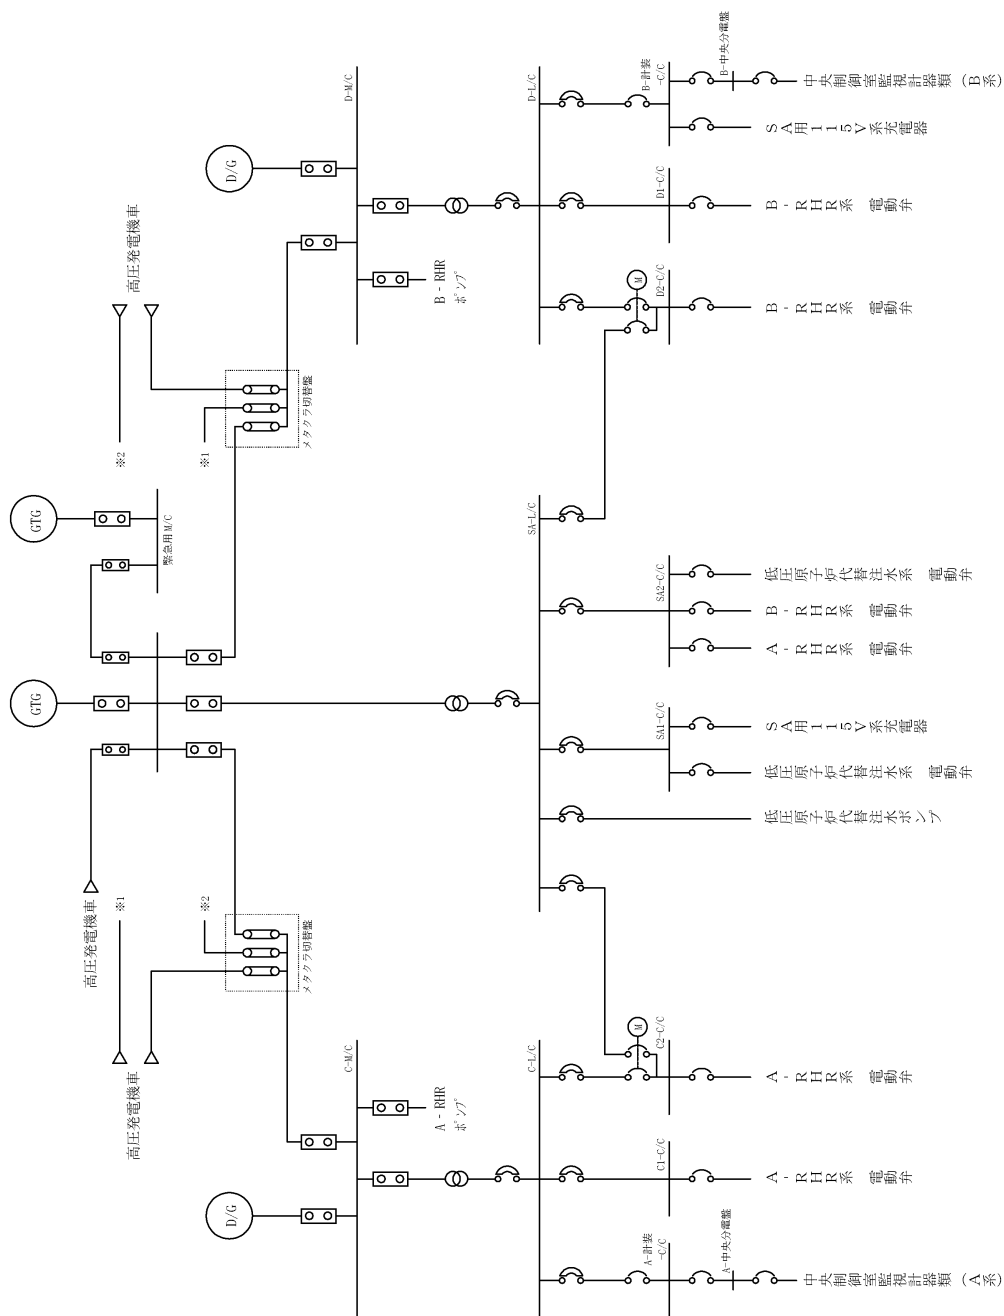 GTG
GTG
緊急用M/C
高圧発電機車
※1
※2
高圧発電機車
メタクラ切替盤
高圧発電機車
※2
※1
メタクラ切替盤
D/G
C-M/C
A-RHR
ポンプ
D/G
D-M/C
B-RHR
ポンプ
C-L/C
SA-L/C
D-L/C
A-計装
-C/C
C1-C/C
M
C2-C/C
SA1-C/C
SA2-C/C
M
D2-C/C
D1-C/C
B-計装
-C/C
A-中央分電盤
B-中央分電盤
中央制御室監視計器類(A系)
A-RHR系 電動弁
A-RHR系 電動弁
低圧原子炉代替注水ポンプ
低圧原子炉代替注水系 電動弁
SA用115V系充電器
A-RHR系 電動弁
B-RHR系 電動弁
低圧原子炉代替注水系 電動弁
B-RHR系 電動弁
B-RHR系 電動弁
SA用115V系充電器
中央制御室監視計器類(B系)